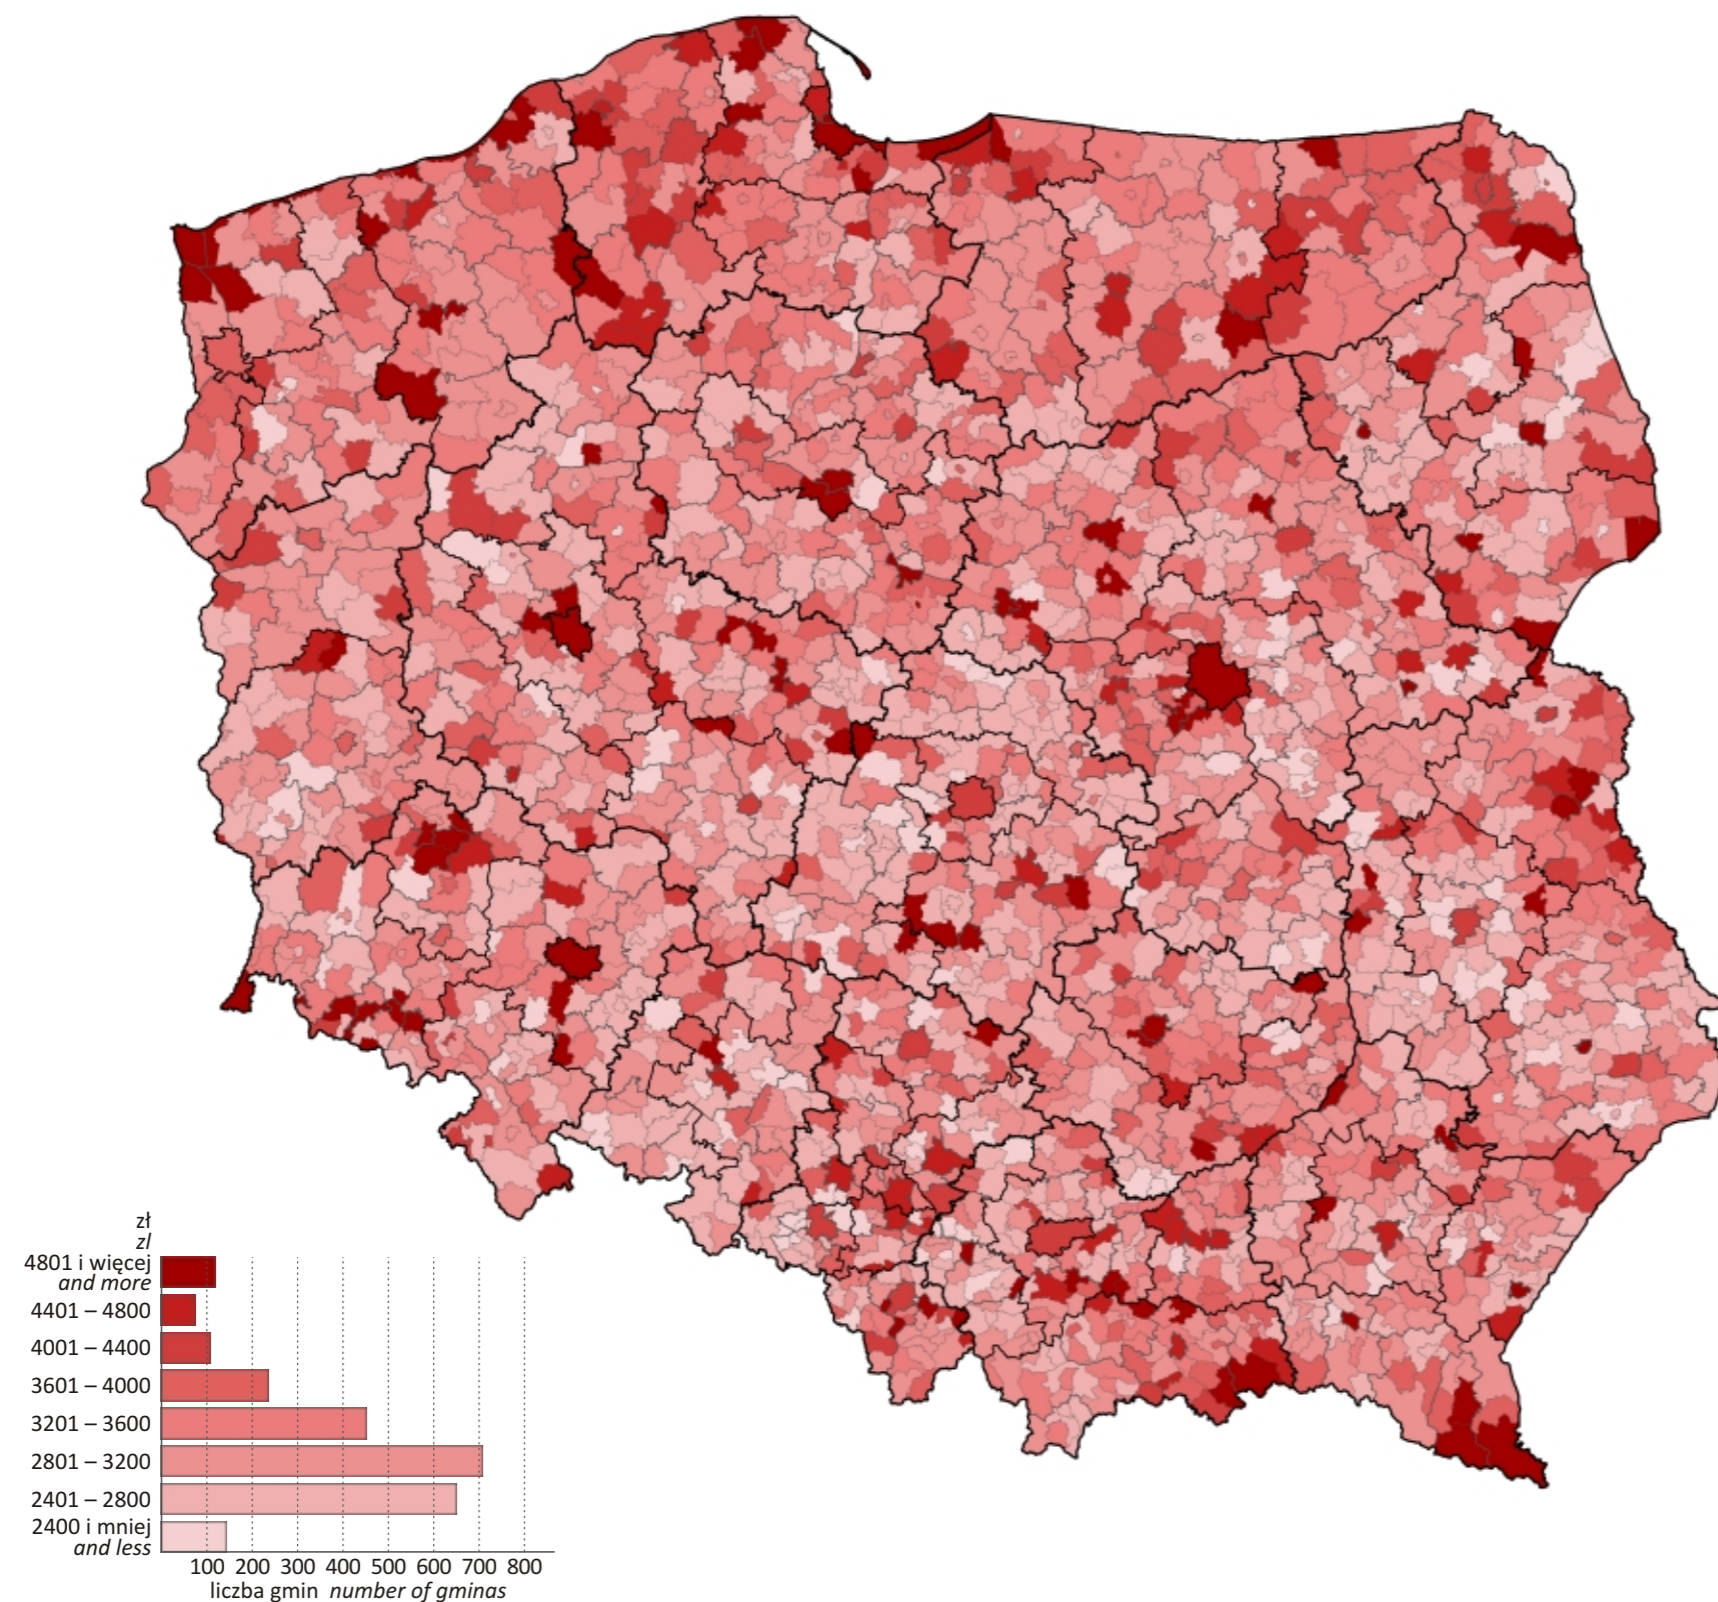 zł
zl
4801 i więcej
and more
4401 – 4800
4001 – 4400
3601 – 4000
3201 – 3600
2801 – 3200
2401 – 2800
2400 i mniej
and less
100 200 300 400 500 600 700 800
liczba gmin number of gminas